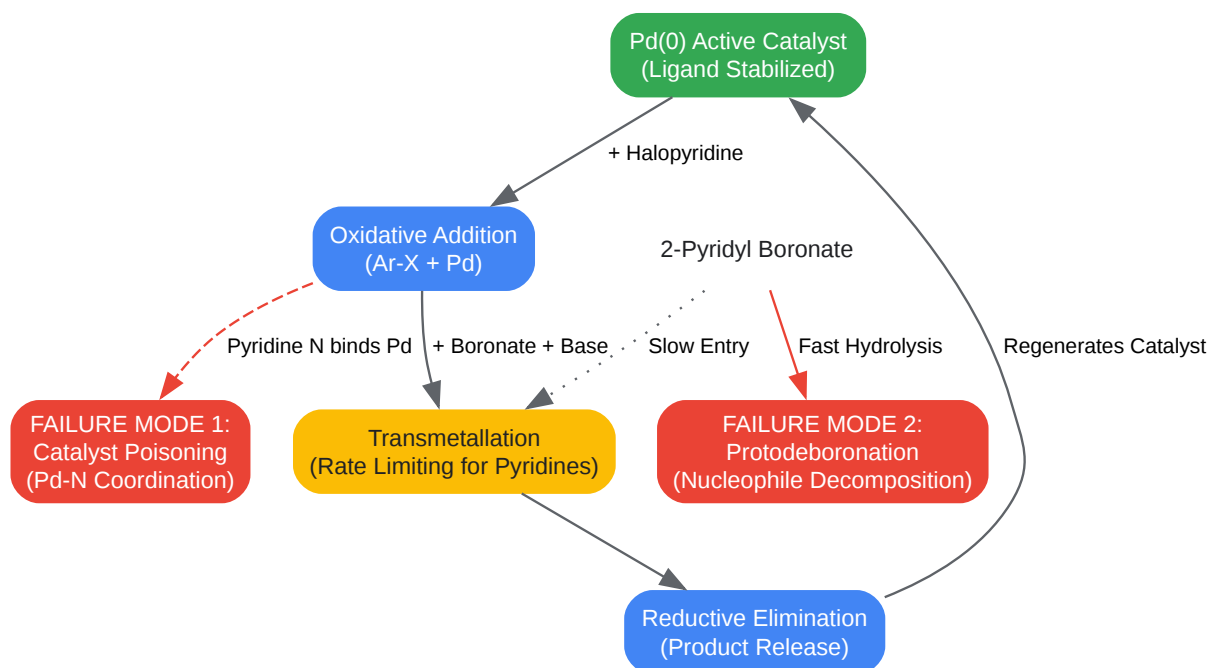 Pd(0) Active Catalyst
(Ligand Stabilized)
+ Halopyridine
Oxidative Addition
(Ar-X + Pd)
2-Pyridyl Boronate
Pyridine N binds Pd
+ Boronate + Base
Slow Entry
Fast Hydrolysis
Regenerates Catalyst
FAILURE MODE 1:
Catalyst Poisoning
(Pd-N Coordination)
Transmetallation
(Rate Limiting for Pyridines)
FAILURE MODE 2:
Protodeboronation
(Nucleophile Decomposition)
Reductive Elimination
(Product Release)